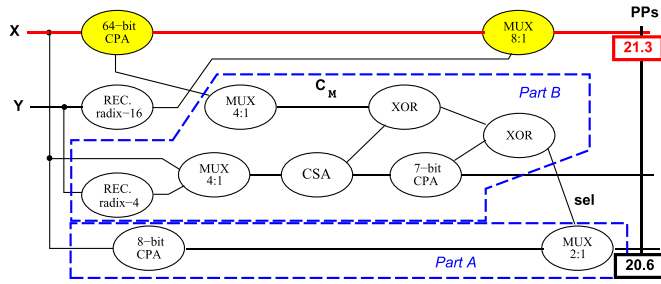 PPs
X
64−bit
CPA
MUX
8:1
21.3
Y
REC.
radix−16
MUX
4:1
C M
XOR
Part B
XOR
MUX
4:1
CSA
7−bit
CPA
REC.
radix−4
sel
8−bit
CPA
Part A
MUX
2:1
20.6